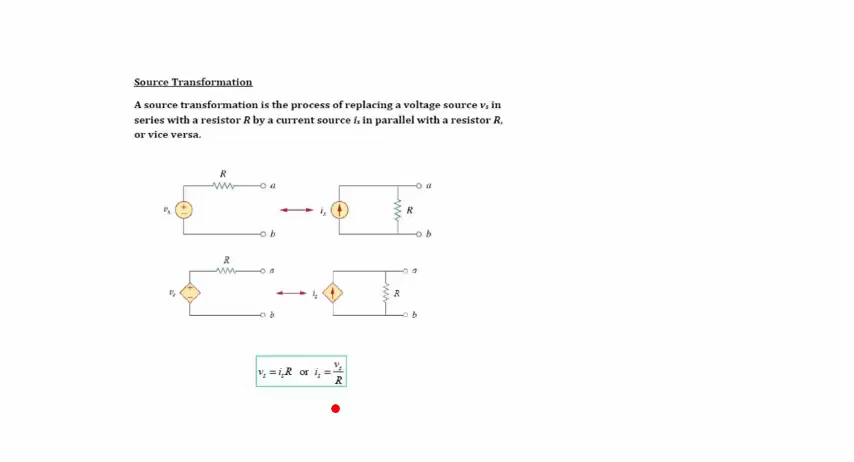 Source Transformation
A source transformation is the process of replacing a voltage source vₛ in
series with a resistor R by a current source iₛ in parallel with a resistor R,
or vice versa.
R
a
a
vₛ
+
−
iₛ
R
b
b
R
a
a
vₛ
+
−
iₛ
R
b
b
vₛ = iₛR or iₛ = vₛ/R